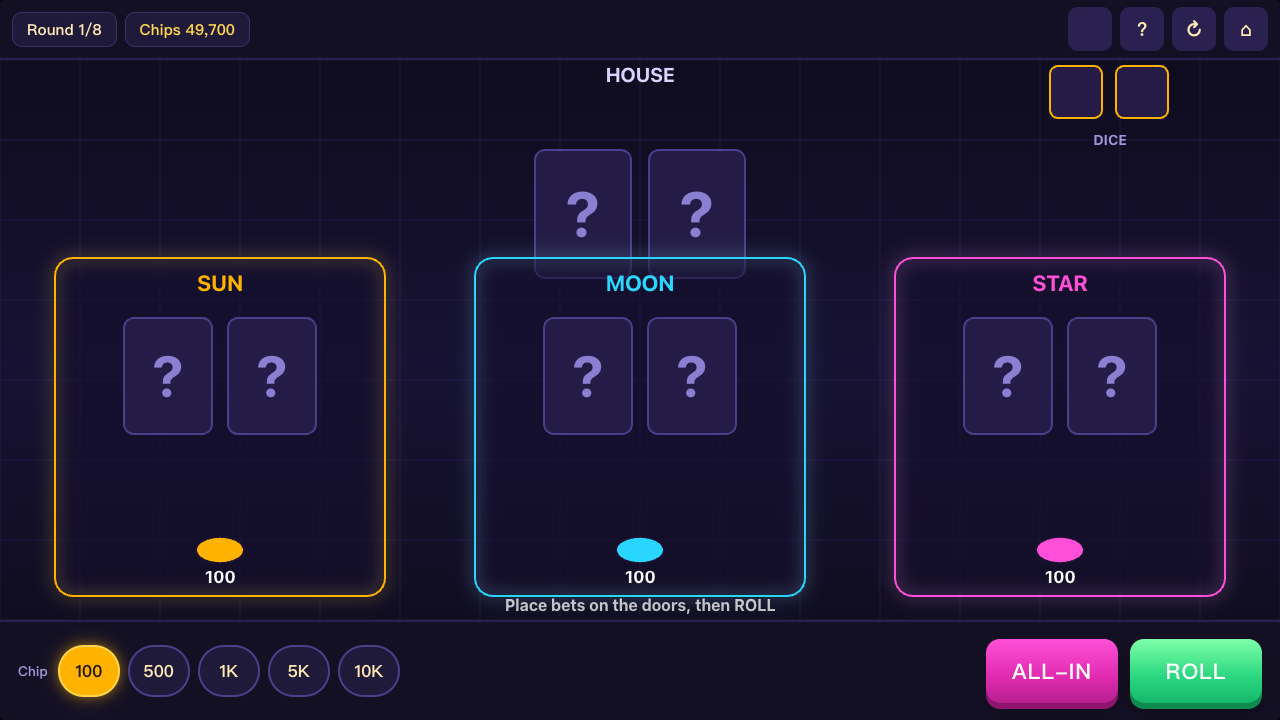 Round 1/8
Chips 49,700
?
HOUSE
DICE
? ?
SUN
MOON
STAR
? ?
? ?
? ?
100
100
100
Place bets on the doors, then ROLL
Chip
100
500
1K
5K
10K
ALL-IN
ROLL